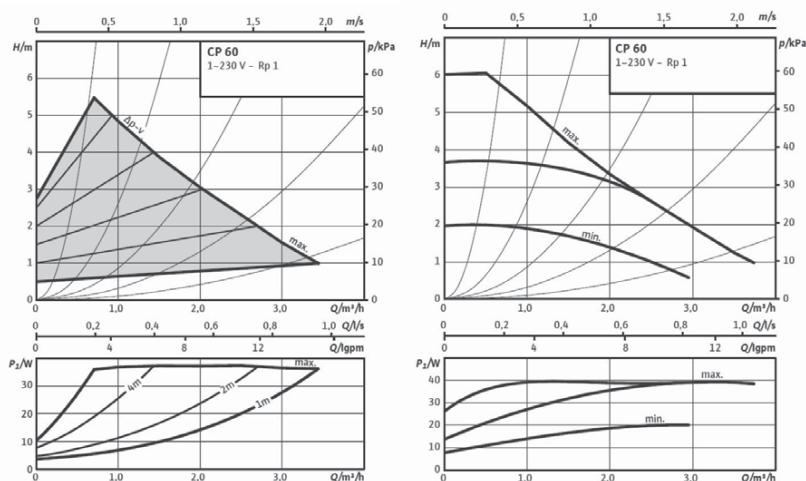 0 0,5 1 1,5 2,0 m/s
H/m
p/kPa
CP 60
1~230 V – Rp 1
6
5
4
3
2
1
0
60
50
40
30
20
10
0
Δp-v
max.
0 1,0 2,0 3,0 Q/m³/h
0 0,2 0,4 0,6 0,8 1,0 Q/l/s
0 4 8 12 Q/lgpm
P₁/W
30
20
10
0
max.
4m
2m
1m
0 1,0 2,0 3,0 Q/m³/h
0 0,5 1 1,5 2 m/s
H/m
p/kPa
CP 60
1~230 V – Rp 1
6
5
4
3
2
1
0
60
50
40
30
20
10
0
max.
min.
0 1,0 2,0 3,0 Q/m³/h
0 0,2 0,4 0,6 0,8 Q/l/s
0 4 8 12 Q/lgpm
P₁/W
40
30
20
10
0
max.
min.
0 1,0 2,0 3,0 Q/m³/h